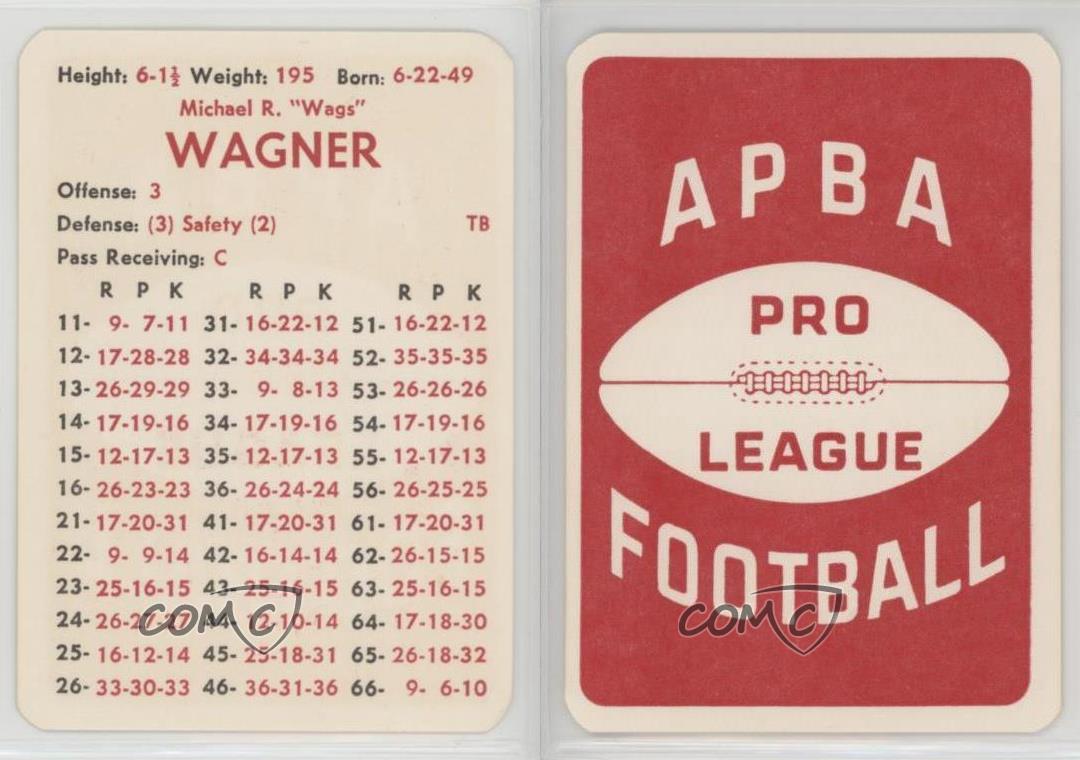 Height: 6-1½ Weight: 195 Born: 6-22-49
Michael R. "Wags"
WAGNER
Offense: 3
Defense: (3) Safety (2) TB
Pass Receiving: C
R P K R P K R P K
11- 9- 7-11 31- 16-22-12 51- 16-22-12
12- 17-28-28 32- 34-34-34 52- 35-35-35
13- 26-29-29 33- 9- 8-13 53- 26-26-26
14- 17-19-16 34- 17-19-16 54- 17-19-16
15- 12-17-13 35- 12-17-13 55- 12-17-13
16- 26-23-23 36- 26-24-24 56- 26-25-25
21- 17-20-31 41- 17-20-31 61- 17-20-31
22- 9- 9-14 42- 16-14-14 62- 26-15-15
23- 25-16-15 43- 25-16-15 63- 25-16-15
24- 26-27-27 44- 12-10-14 64- 17-18-30
25- 16-12-14 45- 25-18-31 65- 26-18-32
26- 33-30-33 46- 36-31-36 66- 9- 6-10
COMC
APBA
PRO
LEAGUE
FOOTBALL
COMC